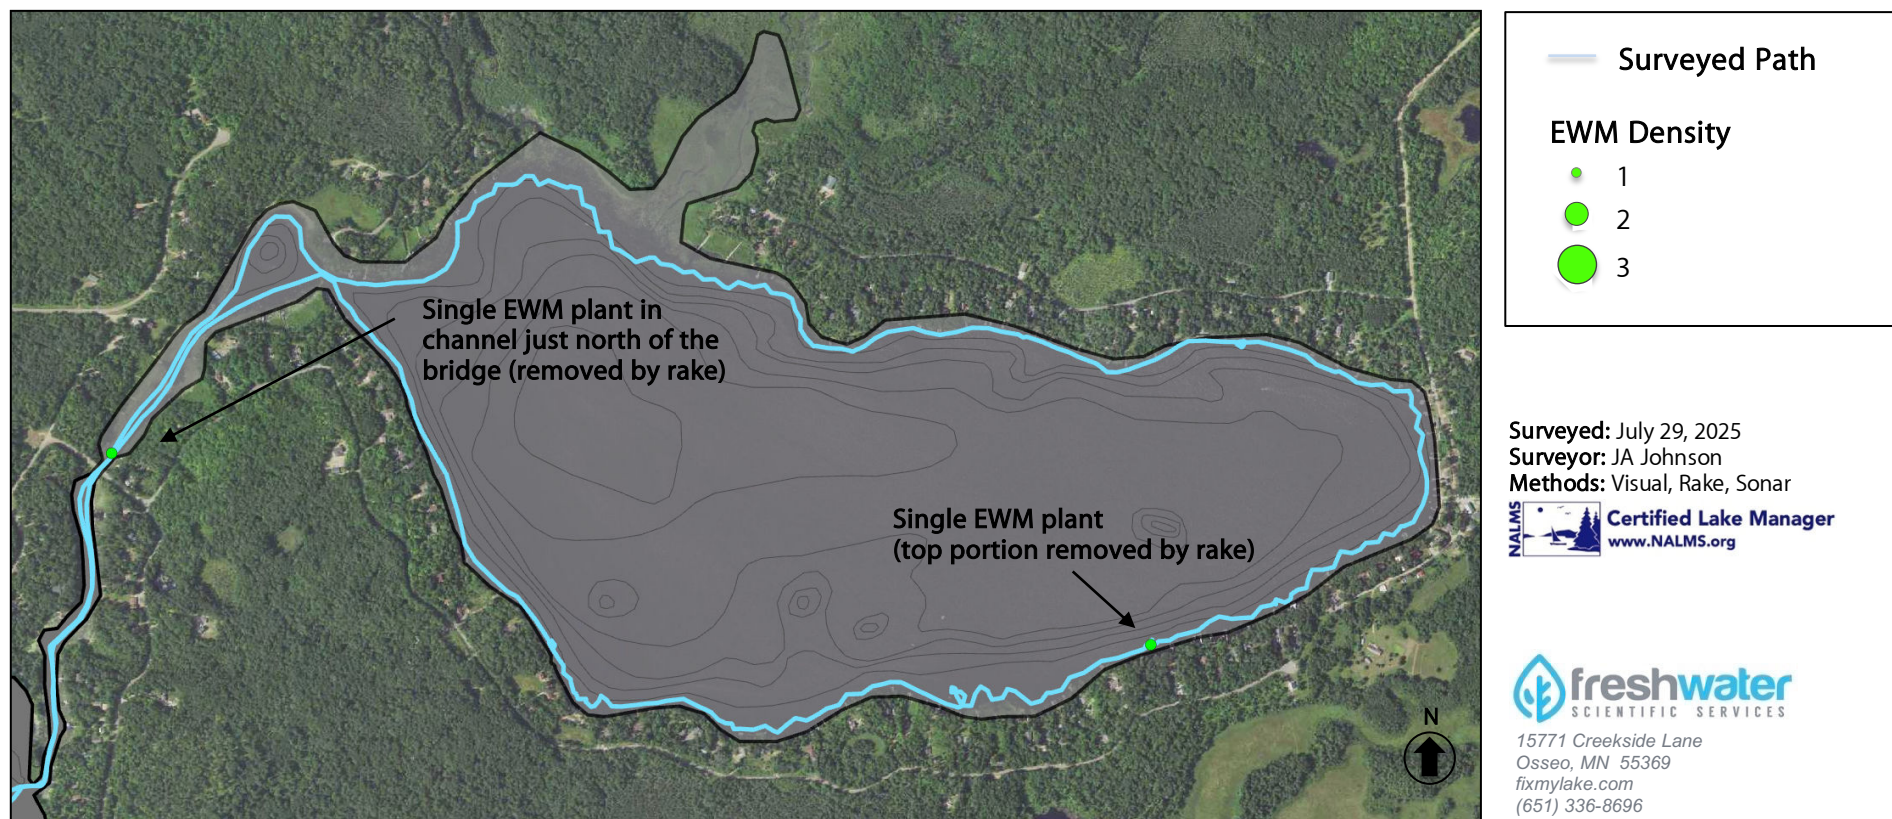 Single EWM plant in
channel just north of the
bridge (removed by rake)
Single EWM plant
(top portion removed by rake)
N
Surveyed Path
EWM Density
1
2
3
Surveyed: July 29, 2025
Surveyor: JA Johnson
Methods: Visual, Rake, Sonar
NALMS
Certified Lake Manager
www.NALMS.org
freshwater
SCIENTIFIC SERVICES
15771 Creekside Lane
Osseo, MN 55369
fixmylake.com
(651) 336-8696